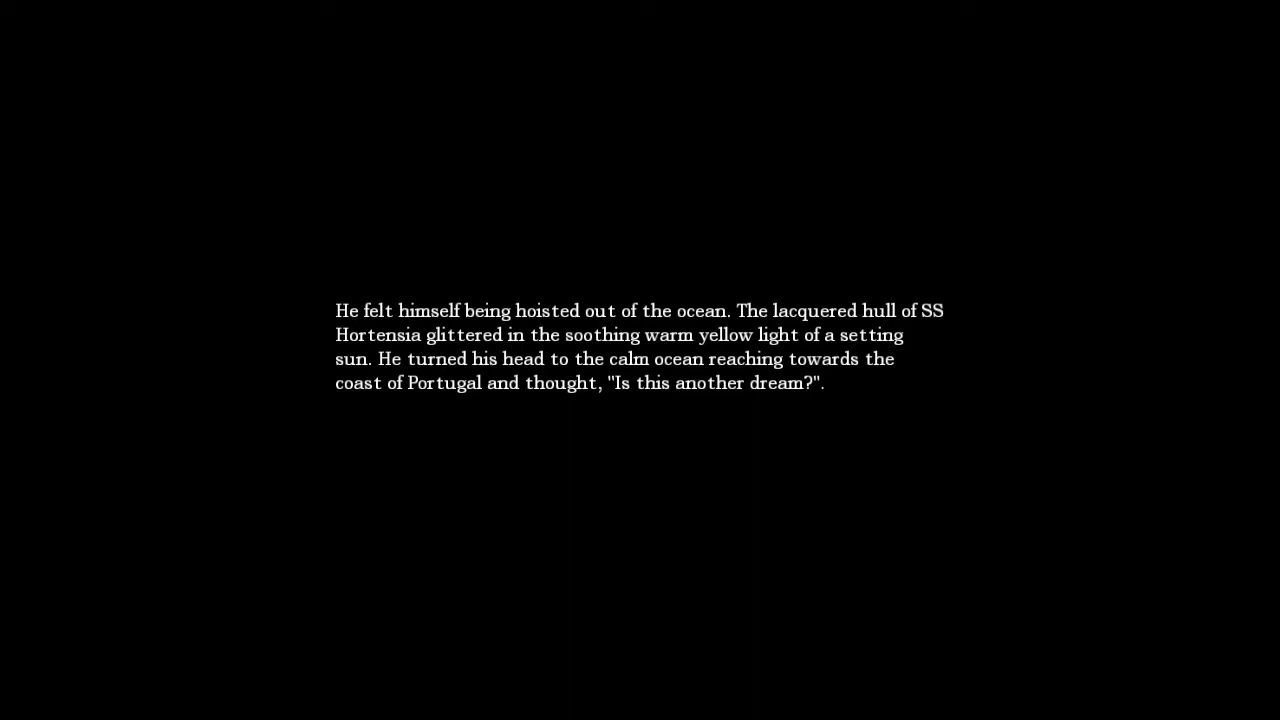 He felt himself being hoisted out of the ocean. The lacquered hull of SS
Hortensia glittered in the soothing warm yellow light of a setting
sun. He turned his head to the calm ocean reaching towards the
coast of Portugal and thought, "Is this another dream?".